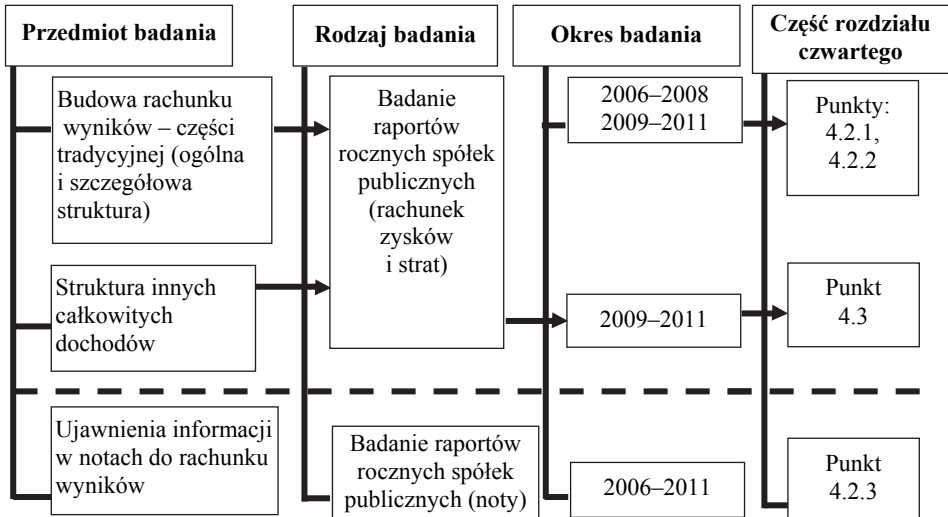 Przedmiot badania
Rodzaj badania
Okres badania
Część rozdziału
czwartego
Budowa rachunku
wyników – części
tradycyjnej (ogólna
i szczegółowa
struktura)
Badanie
raportów
rocznych spółek
publicznych
(rachunek
zysków
i strat)
2006–2008
2009–2011
Punkty:
4.2.1,
4.2.2
Struktura innych
całkowitych
dochodów
2009–2011
Punkt
4.3
Ujawnienia informacji
w notach do rachunku
wyników
Badanie raportów
rocznych spółek
publicznych (noty)
2006–2011
Punkt
4.2.3